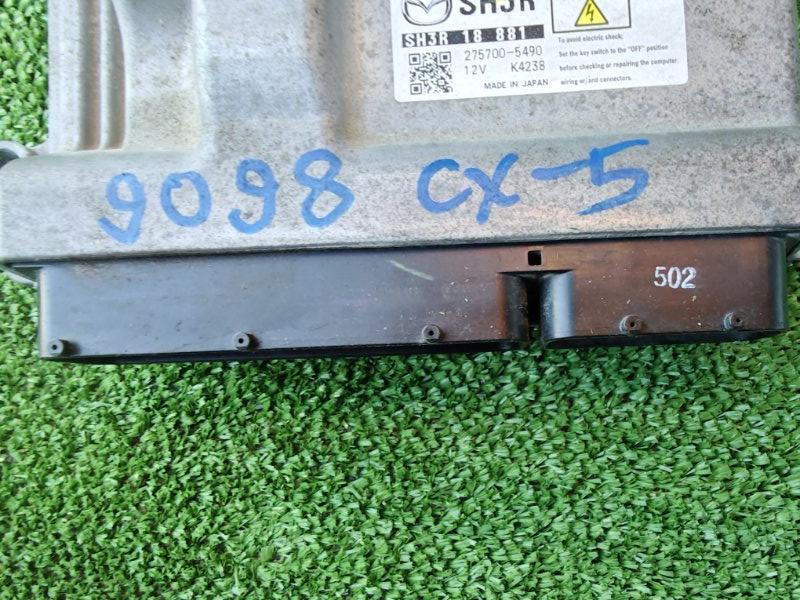 SH3R
SH3R 18 881
275700-5490
12V K4238
MADE IN JAPAN
To avoid electric shock;
Set the key switch to the "OFF" position
before checking or repairing the computer
wiring or/and connectors.
9098 CX-5
502